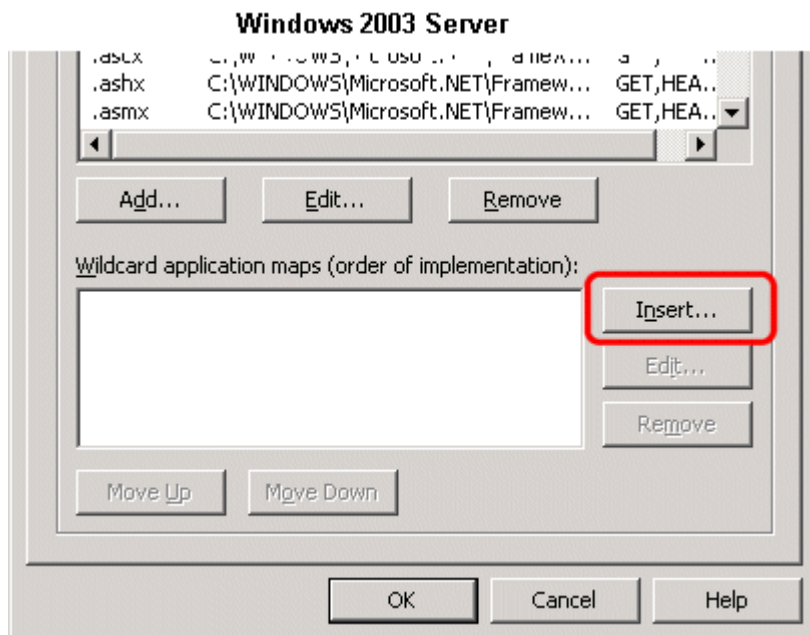 Windows 2003 Server
.ascx
.ashx C:\WINDOWS\Microsoft.NET\Framew... GET,HEA..
.asmx C:\WINDOWS\Microsoft.NET\Framew... GET,HEA..
Add... Edit... Remove
Wildcard application maps (order of implementation):
Insert...
Edit...
Remove
Move Up Move Down
OK Cancel Help